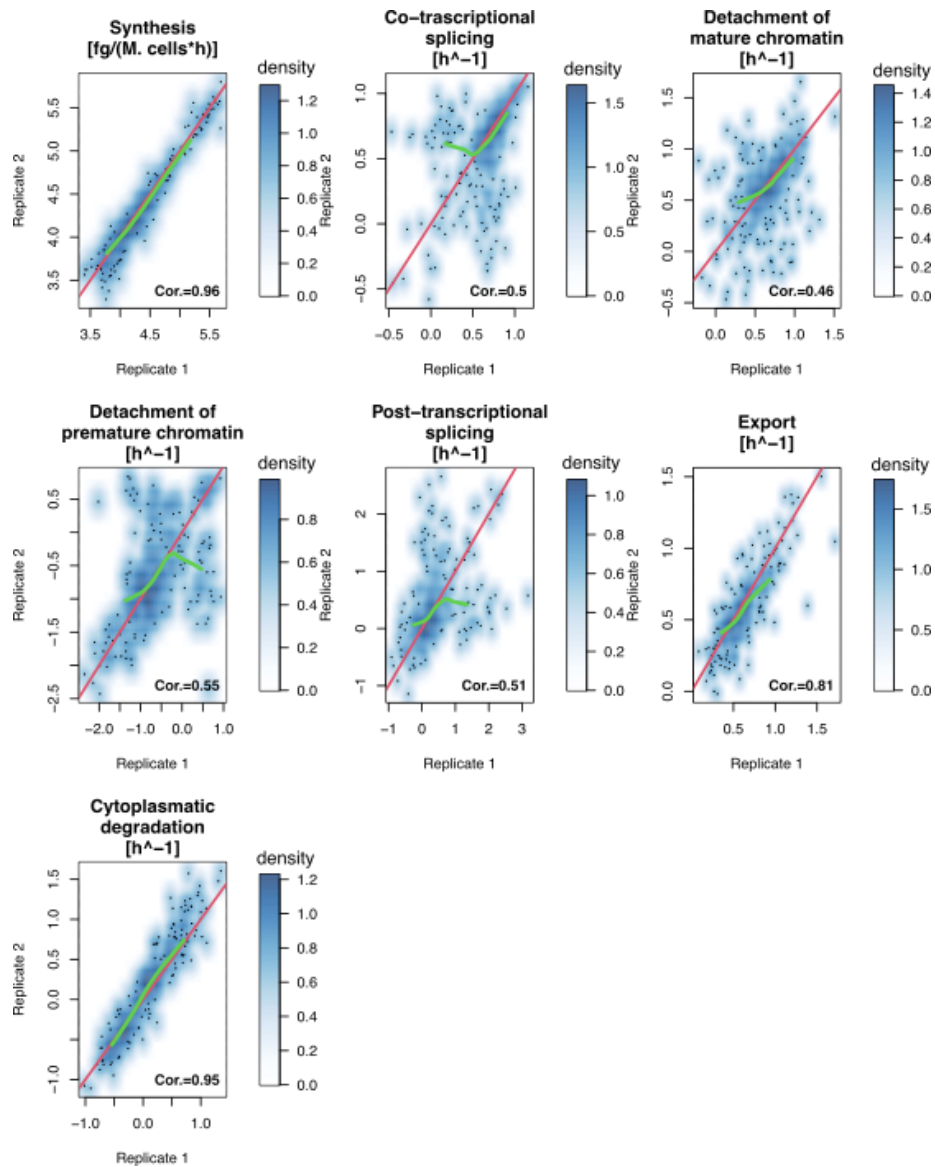 Synthesis
[fg/(M. cells*h)]
density
5.5
5.0
4.5
4.0
3.5
Replicate 2
1.2
1.0
0.8
0.6
0.4
0.2
0.0
Cor.=0.96
3.5 4.5 5.5
Replicate 1
Co-trascriptional
splicing
[h^-1]
density
1.0
0.5
0.0
-0.5
Replicate 2
1.5
1.0
0.5
0.0
Cor.=0.5
-0.5 0.0 0.5 1.0
Replicate 1
Detachment of
mature chromatin
[h^-1]
density
1.5
1.0
0.5
0.0
-0.5
Replicate 2
1.4
1.2
1.0
0.8
0.6
0.4
0.2
0.0
Cor.=0.46
0.0 0.5 1.0 1.5
Replicate 1
Detachment of
premature chromatin
[h^-1]
density
0.5
-0.5
-1.5
-2.5
Replicate 2
0.8
0.6
0.4
0.2
0.0
Cor.=0.55
-2.0 -1.0 0.0 1.0
Replicate 1
Post-transcriptional
splicing
[h^-1]
density
2
1
0
-1
Replicate 2
1.0
0.8
0.6
0.4
0.2
0.0
Cor.=0.51
-1 0 1 2 3
Replicate 1
Export
[h^-1]
density
1.5
1.0
0.5
0.0
Replicate 2
1.5
1.0
0.5
0.0
Cor.=0.81
0.5 1.0 1.5
Replicate 1
Cytoplasmatic
degradation
[h^-1]
density
1.5
1.0
0.5
0.0
-1.0
Replicate 2
1.2
1.0
0.8
0.6
0.4
0.2
0.0
Cor.=0.95
-1.0 0.0 1.0
Replicate 1